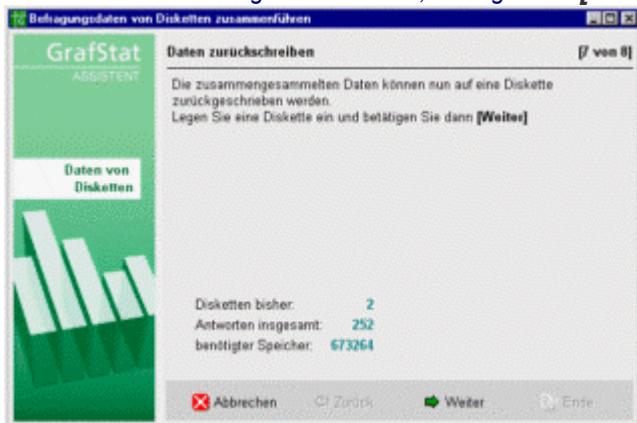 Befragungsdaten von Disketten zusammenführen
GrafStat
ASSISTENT
Daten zurückschreiben [7 von 8]
Die zusammengesammelten Daten können nun auf eine Diskette
zurückgeschrieben werden.
Legen Sie eine Diskette ein und betätigen Sie dann [Weiter]
Daten von
Disketten
Disketten bisher: 2
Antworten insgesamt: 252
benötigter Speicher: 673264
Abbrechen Zurück Weiter Ende